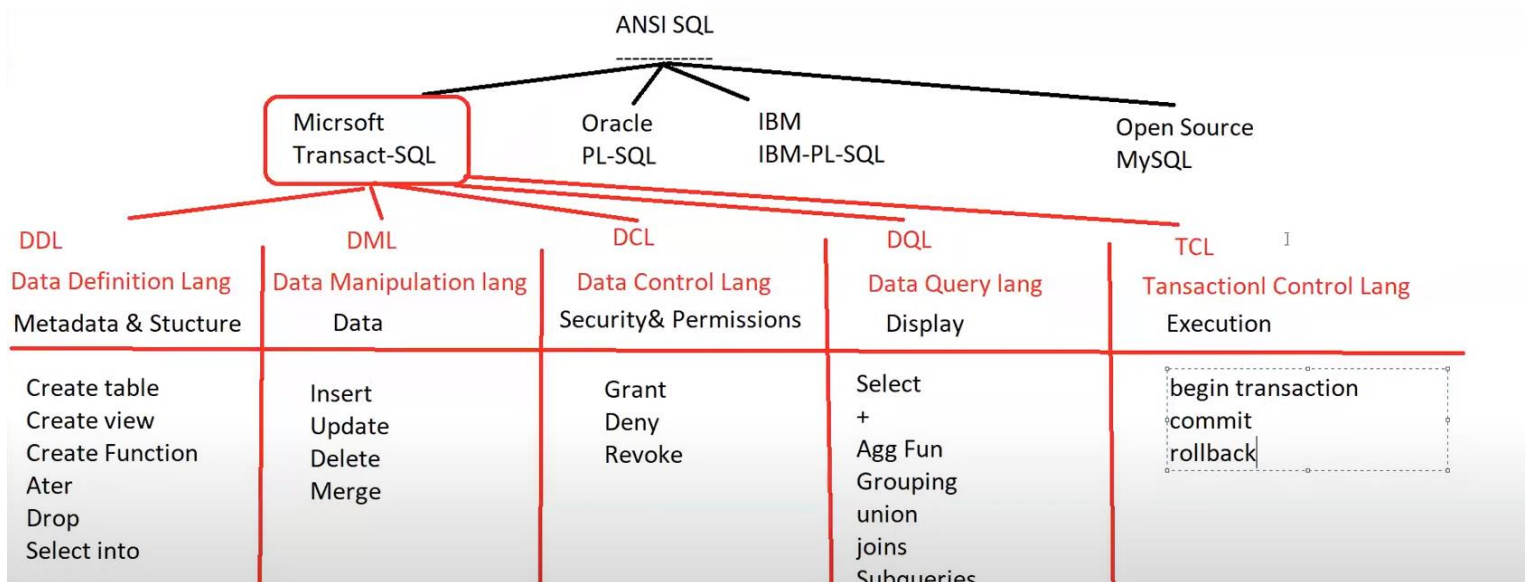 ANSI SQL
Micrsoft
Transact-SQL
Oracle
PL-SQL
IBM
IBM-PL-SQL
Open Source
MySQL
DDL
Data Definition Lang
Metadata & Stucture
Create table
Create view
Create Function
Ater
Drop
Select into
DML
Data Manipulation lang
Data
Insert
Update
Delete
Merge
DCL
Data Control Lang
Security& Permissions
Grant
Deny
Revoke
DQL
Data Query lang
Display
Select
+
Agg Fun
Grouping
union
joins
Subqueries
TCL
Tansactionl Control Lang
Execution
begin transaction
commit
rollback